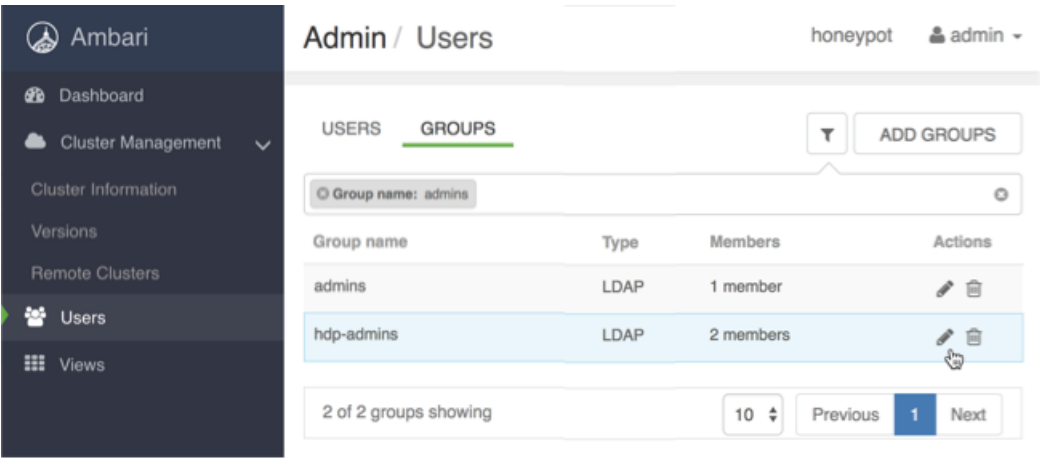 Ambari
Admin / Users
honeypot
admin
Dashboard
Cluster Management
Cluster Information
Versions
Remote Clusters
Users
Views
USERS
GROUPS
ADD GROUPS
Group name: admins
Group name Type Members Actions
admins LDAP 1 member
hdp-admins LDAP 2 members
2 of 2 groups showing
10
Previous 1 Next